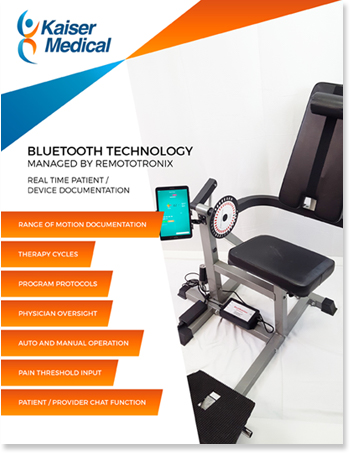 Kaiser
Medical
BLUETOOTH TECHNOLOGY
MANAGED BY REMOTOTRONIX
REAL TIME PATIENT /
DEVICE DOCUMENTATION
RANGE OF MOTION DOCUMENTATION
THERAPY CYCLES
PROGRAM PROTOCOLS
PHYSICIAN OVERSIGHT
AUTO AND MANUAL OPERATION
PAIN THRESHOLD INPUT
PATIENT / PROVIDER CHAT FUNCTION